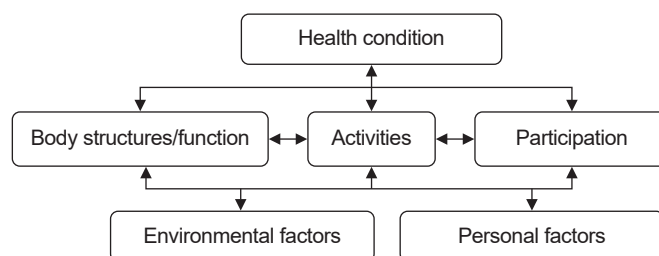 Health condition
Body structures/function
Activities
Participation
Environmental factors
Personal factors